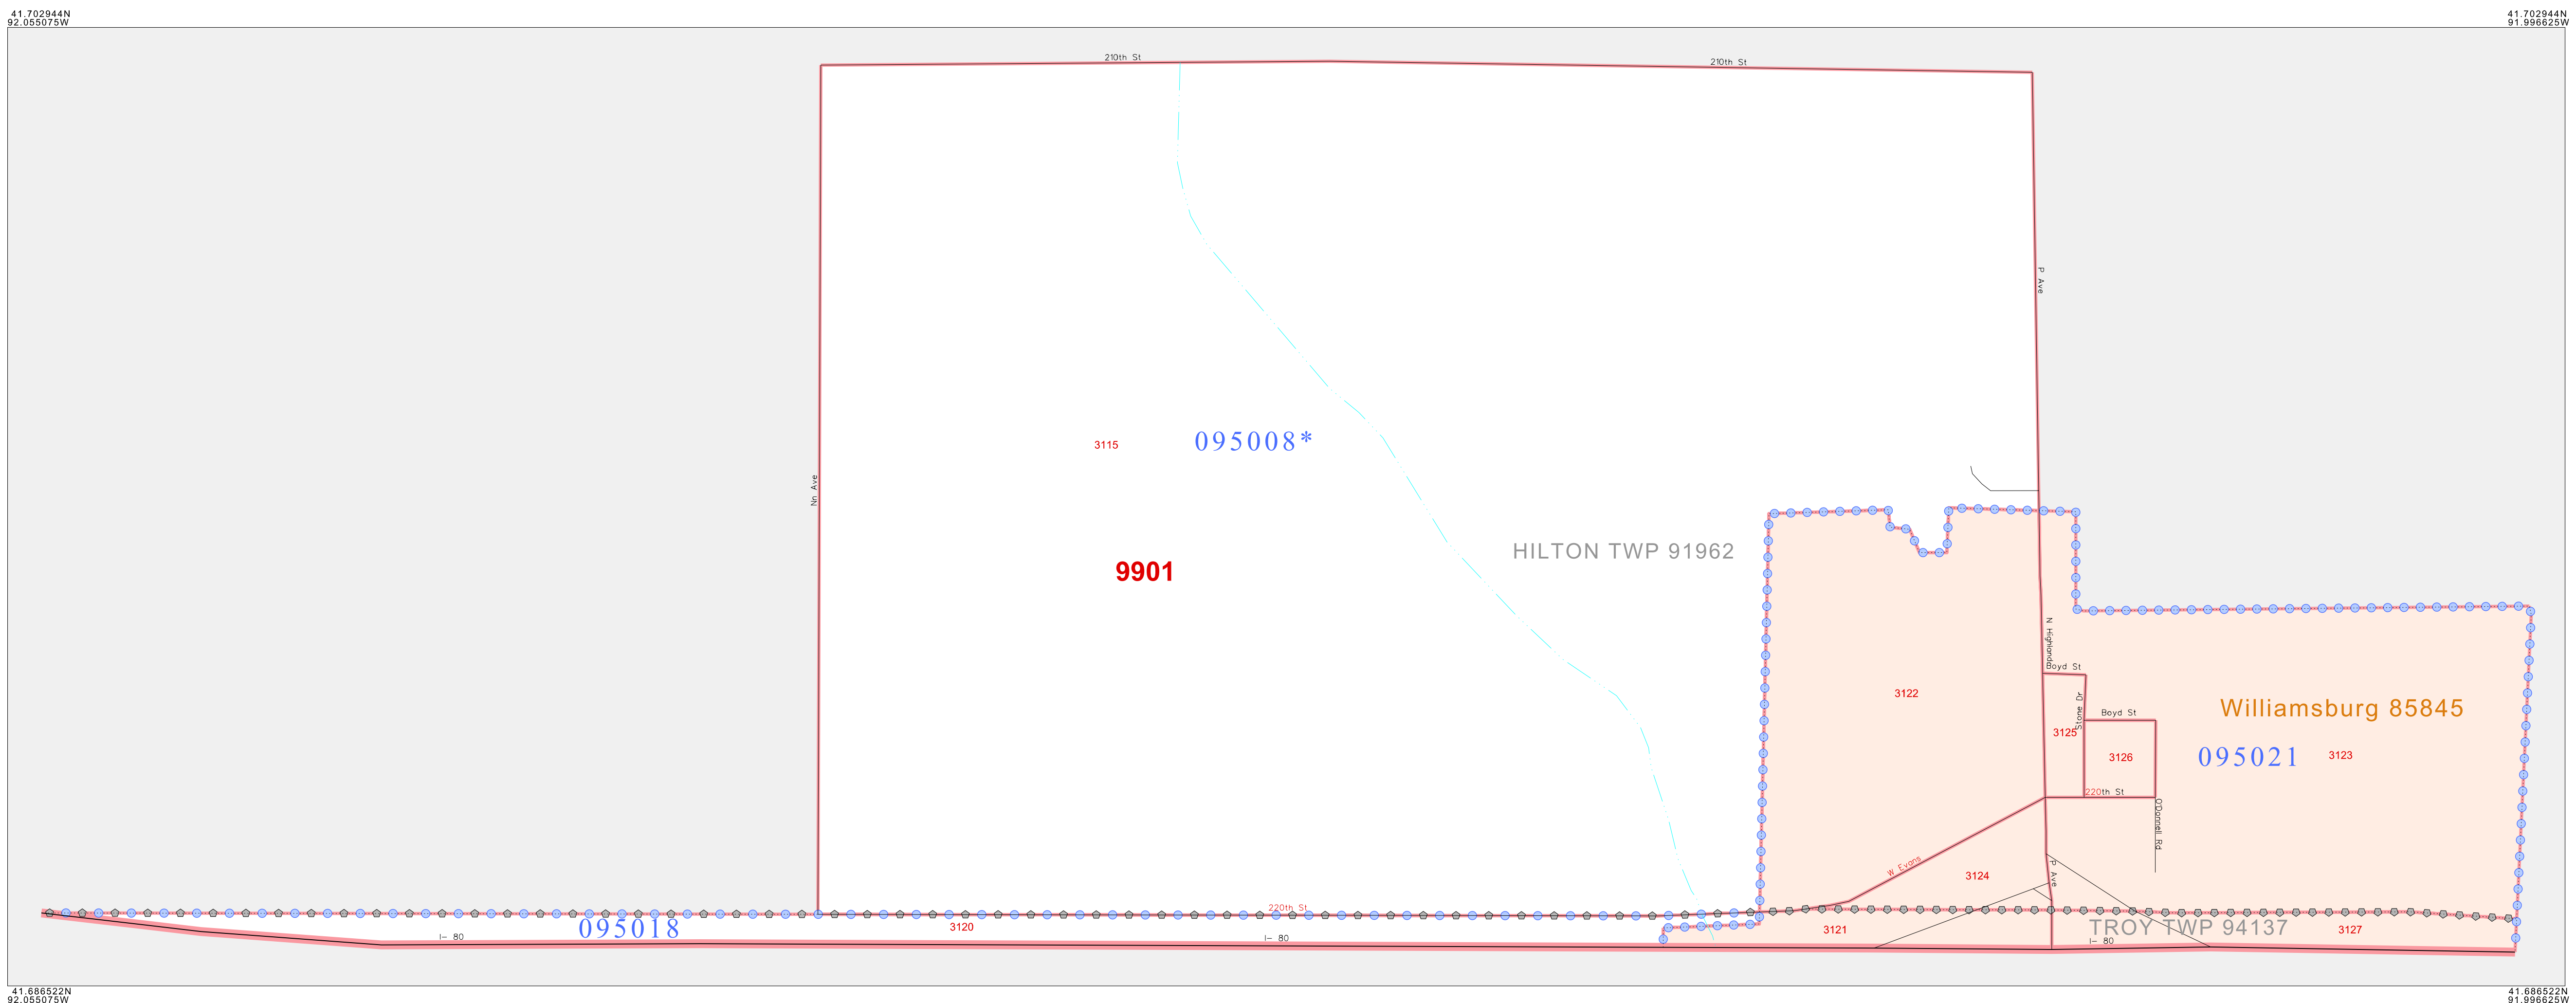 41.702944N
92.055075W
41.702944N
91.996625W
210th St
210th St
P Ave
3115
095008*
Nn Ave
HILTON TWP 91962
9901
N Highland
Boyd St
3122
Stone Dr
Boyd St
Williamsburg 85845
3125
3126
095021
3123
220th St
O'Donnell Rd
W Evans
P Ave
3124
220th St
095018
3120
3121
TROY TWP 94137
3127
I- 80
I- 80
I- 80
41.686522N
92.055075W
41.686522N
91.996625W